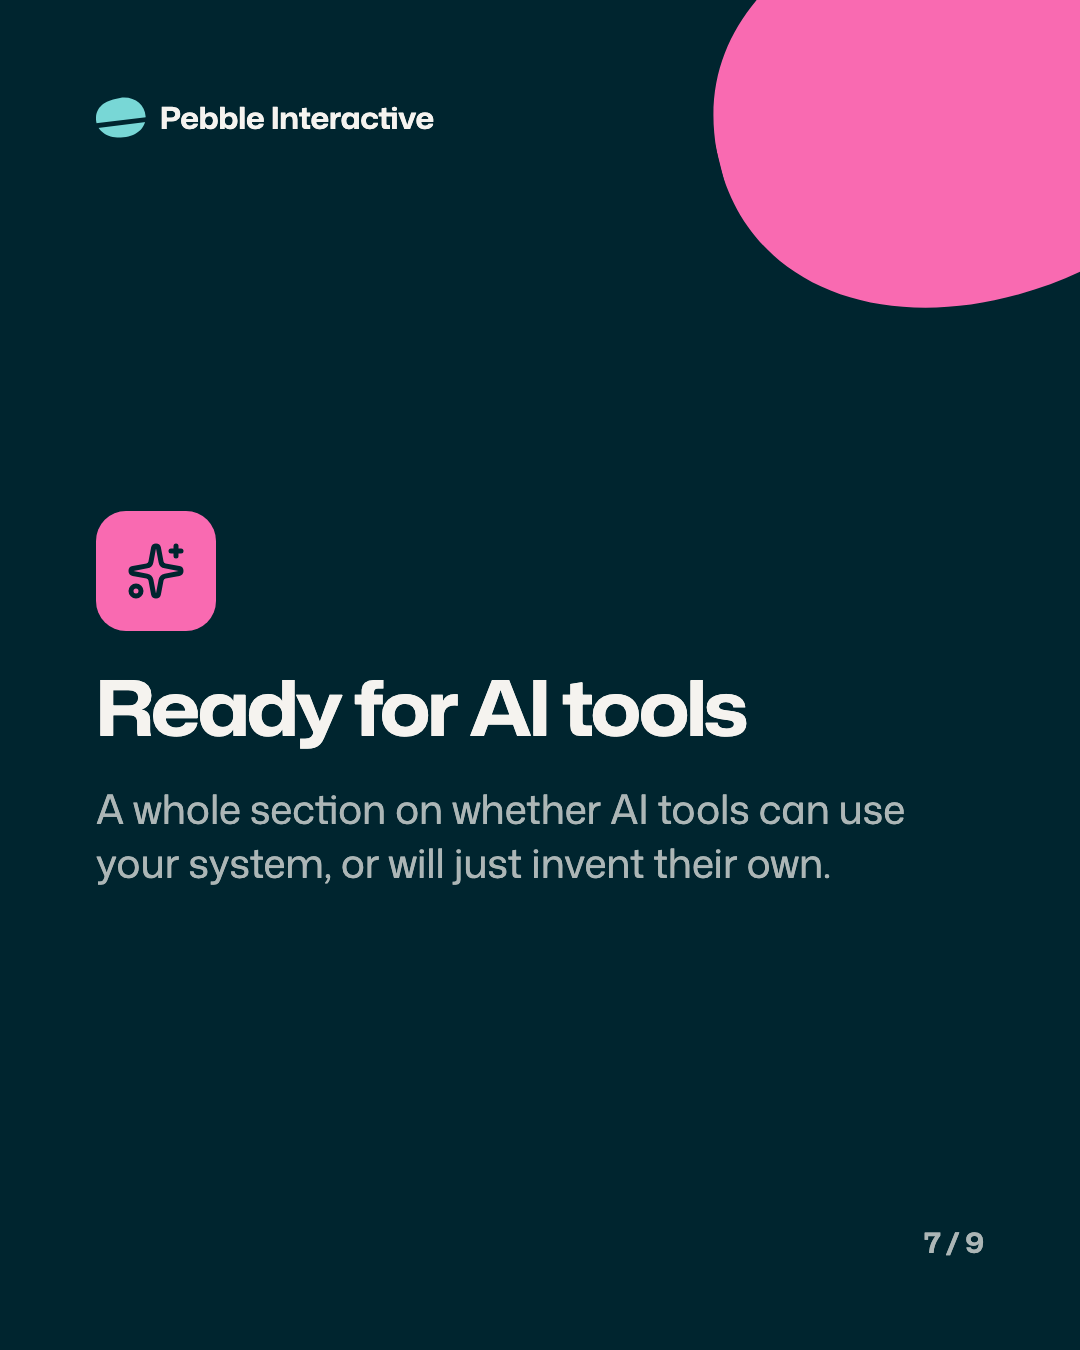 Pebble Interactive
Ready for AI tools
A whole section on whether AI tools can use
your system, or will just invent their own.
7 / 9